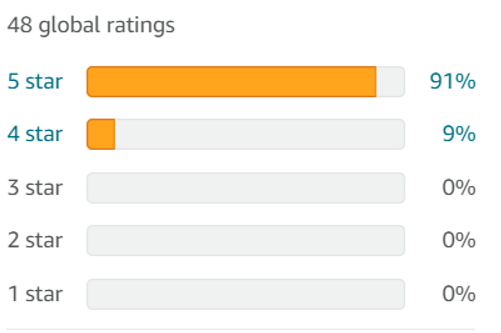 48 global ratings
5 star 91%
4 star 9%
3 star 0%
2 star 0%
1 star 0%